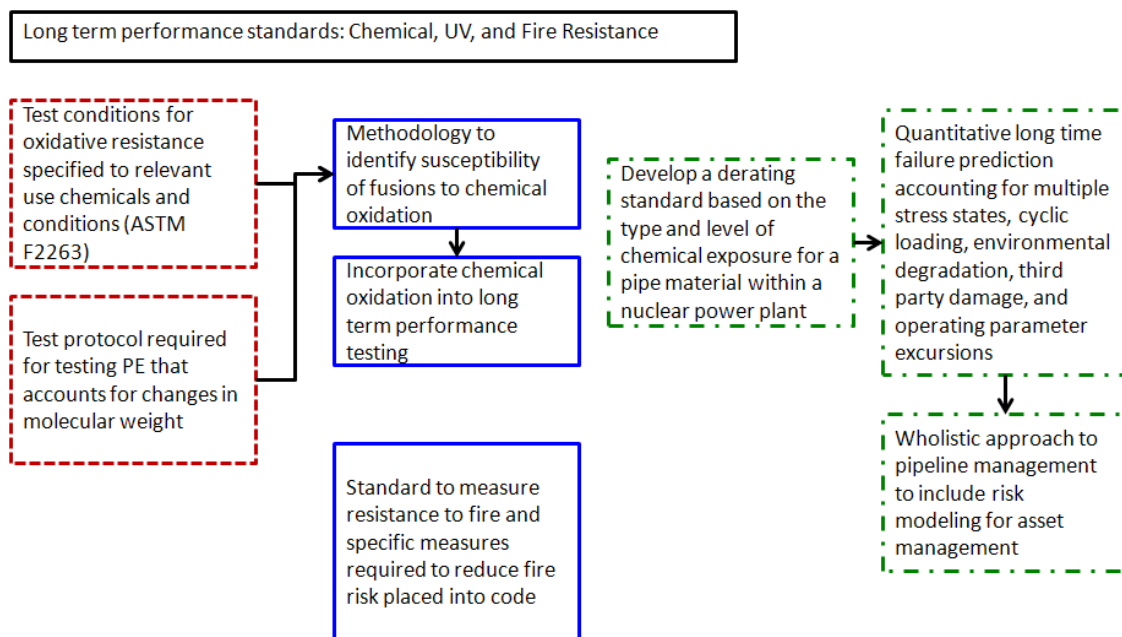 Long term performance standards: Chemical, UV, and Fire Resistance
Test conditions for
oxidative resistance
specified to relevant
use chemicals and
conditions (ASTM
F2263)
Test protocol required
for testing PE that
accounts for changes in
molecular weight
Methodology to
identify susceptibility
of fusions to chemical
oxidation
Incorporate chemical
oxidation into long
term performance
testing
Standard to measure
resistance to fire and
specific measures
required to reduce fire
risk placed into code
Develop a derating
standard based on the
type and level of
chemical exposure for a
pipe material within a
nuclear power plant
Quantitative long time
failure prediction
accounting for multiple
stress states, cyclic
loading, environmental
degradation, third
party damage, and
operating parameter
excursions
Wholistic approach to
pipeline management
to include risk
modeling for asset
management